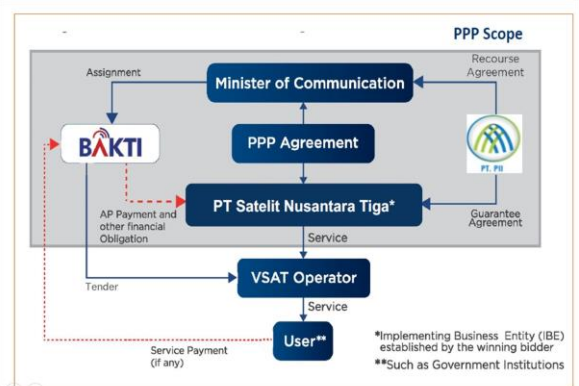 PPP Scope
Assignment
Minister of Communication
Recourse
Agreement
BAKTI
PPP Agreement
PT. PII
PT Satelit Nusantara Tiga*
AP Payment and
other financial
Obligation
Guarantee
Agreement
Service
VSAT Operator
Tender
Service
User**
Service Payment
(if any)
*Implementing Business Entity (IBE)
established by the winning bidder
**Such as Government Institutions